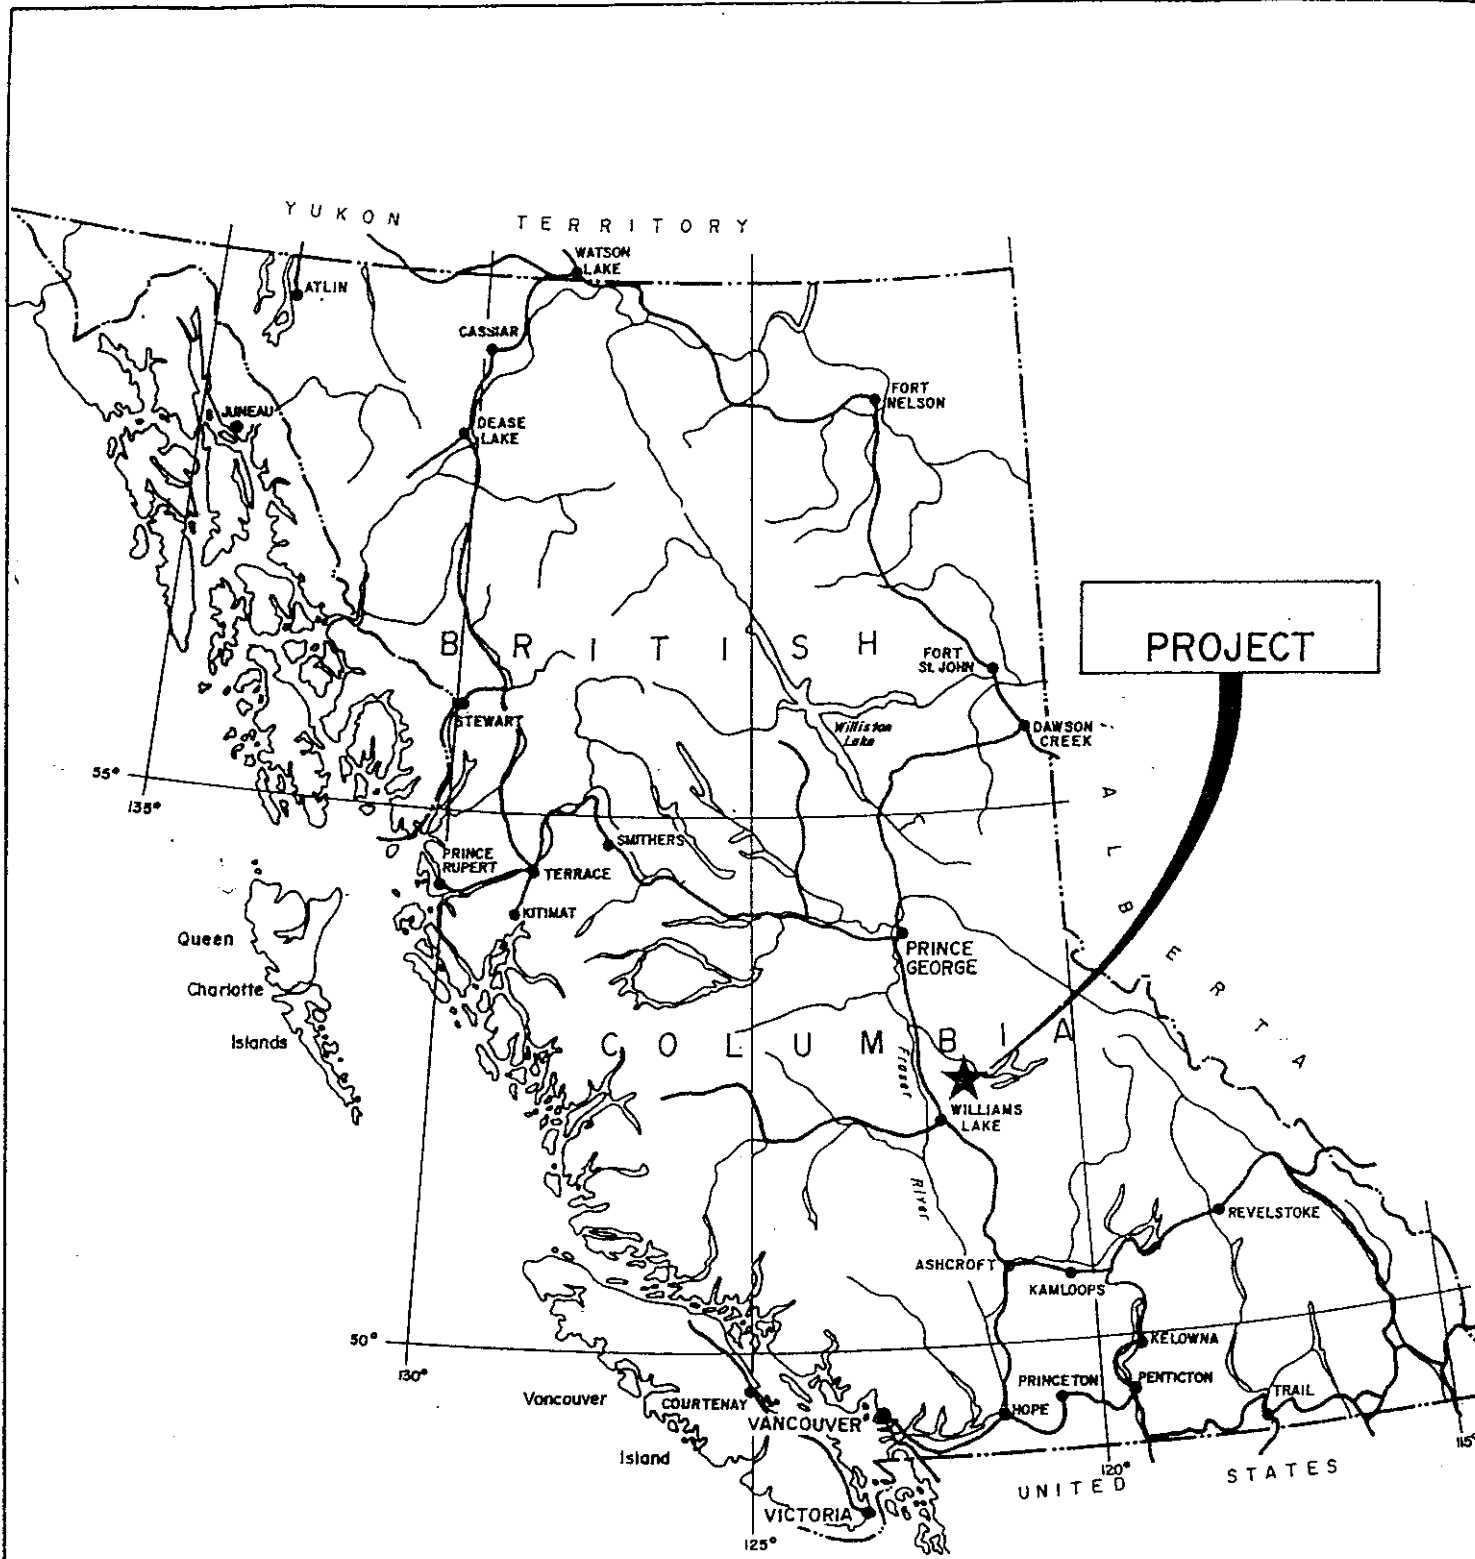 YUKON TERRITORY
WATSON
LAKE
ATLIN
CASSIAR
FORT
NELSON
JUNEAU
DEASE
LAKE
BRITISH
FORT
St. JOHN
PROJECT
STEWART
Williston
Lake
DAWSON
CREEK
55°
135°
ALBERTA
PRINCE
RUPERT
SMITHERS
TERRACE
KITIMAT
Queen
Charlotte
Islands
PRINCE
GEORGE
COLUMBIA
Fraser
River
WILLIAMS
LAKE
REVELSTOKE
ASHCROFT
KAMLOOPS
50°
130°
KELOWNA
PRINCETON
PENTICTON
TRAIL
Vancouver
Island
COURTENAY
VANCOUVER
HOPE
VICTORIA
125°
120°
115°
UNITED STATES